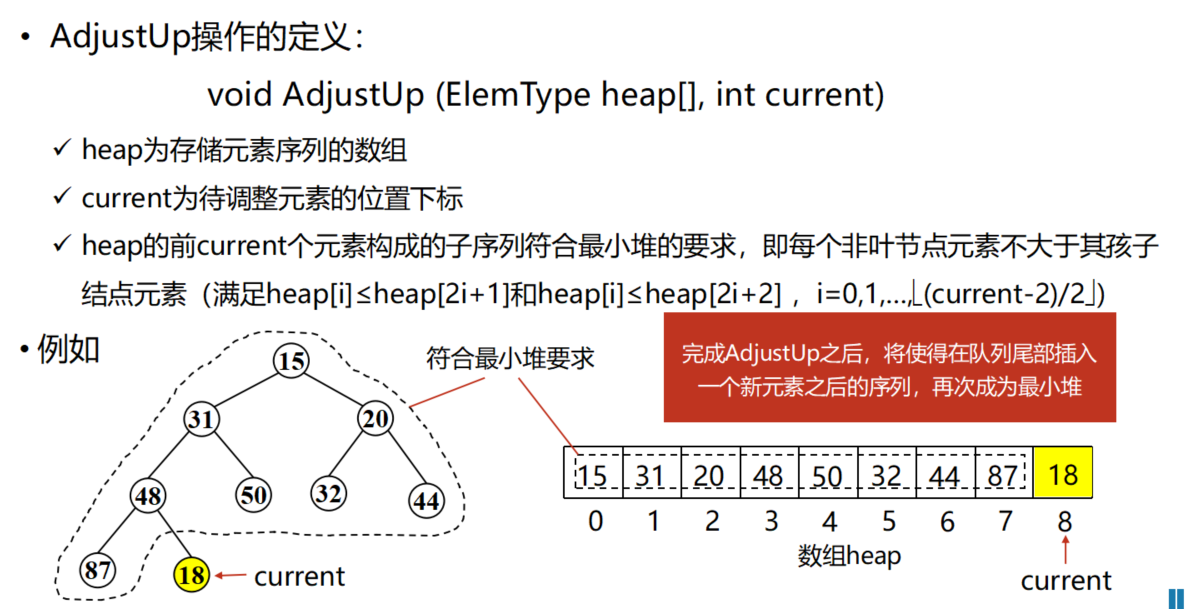 • AdjustUp操作的定义：
void AdjustUp (ElemType heap[], int current)
✓ heap为存储元素序列的数组
✓ current为待调整元素的位置下标
✓ heap的前current个元素构成的子序列符合最小堆的要求，即每个非叶节点元素不大于其孩子
结点元素（满足heap[i]≤heap[2i+1]和heap[i]≤heap[2i+2] ，i=0,1,…,⌊(current-2)/2⌋)
• 例如
符合最小堆要求
完成AdjustUp之后，将使得在队列尾部插入
一个新元素之后的序列，再次成为最小堆
15
31 20
48 50 32 44
87 18 current
15 31 20 48 50 32 44 87 18
0 1 2 3 4 5 6 7 8
数组heap
current